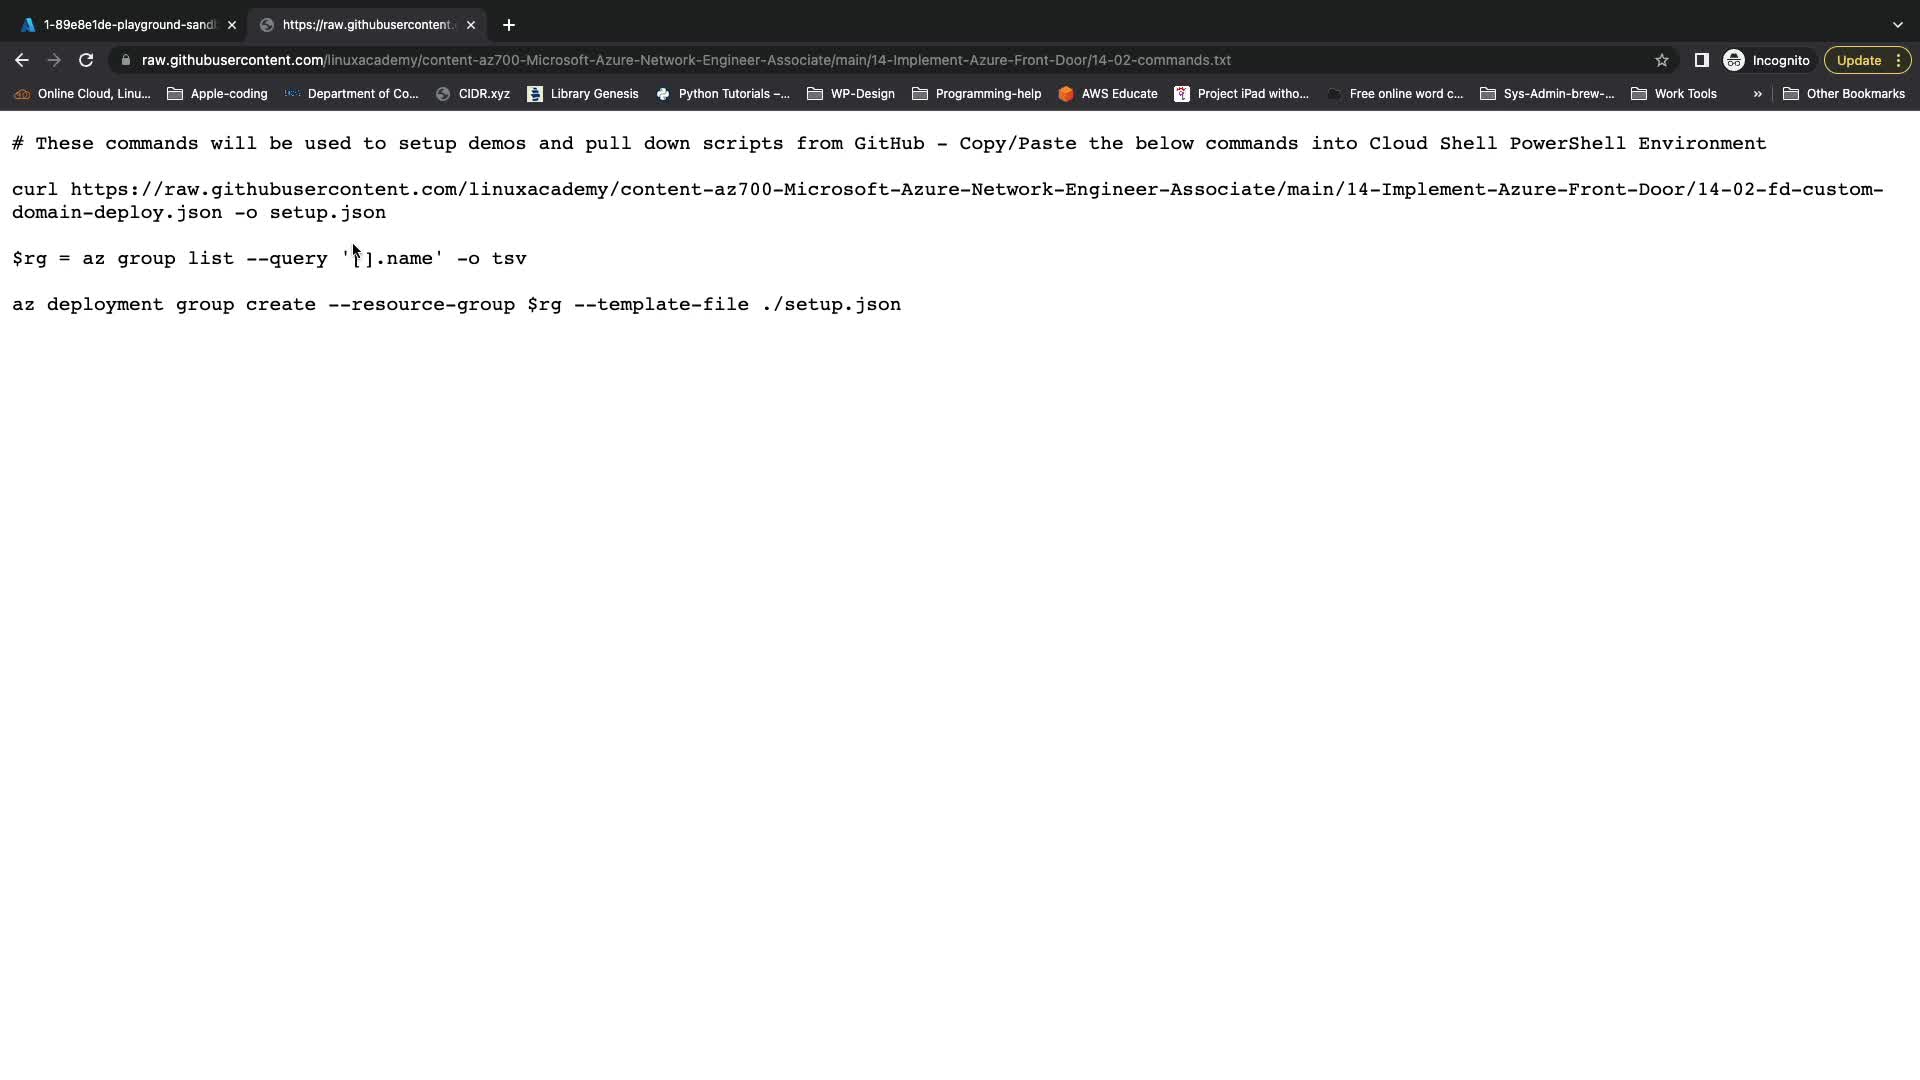 1-89e8e1de-playground-sand
https://raw.githubusercontent.
raw.githubusercontent.com/linuxacademy/content-az700-Microsoft-Azure-Network-Engineer-Associate/main/14-Implement-Azure-Front-Door/14-02-commands.txt
Incognito
Update
Online Cloud, Linu...
Apple-coding
Department of Co...
CIDR.xyz
Library Genesis
Python Tutorials –...
WP-Design
Programming-help
AWS Educate
Project iPad witho...
Free online word c...
Sys-Admin-brew-...
Work Tools
»
Other Bookmarks
# These commands will be used to setup demos and pull down scripts from GitHub - Copy/Paste the below commands into Cloud Shell PowerShell Environment
curl https://raw.githubusercontent.com/linuxacademy/content-az700-Microsoft-Azure-Network-Engineer-Associate/main/14-Implement-Azure-Front-Door/14-02-fd-custom-
domain-deploy.json -o setup.json
$rg = az group list --query '[].name' -o tsv
az deployment group create --resource-group $rg --template-file ./setup.json